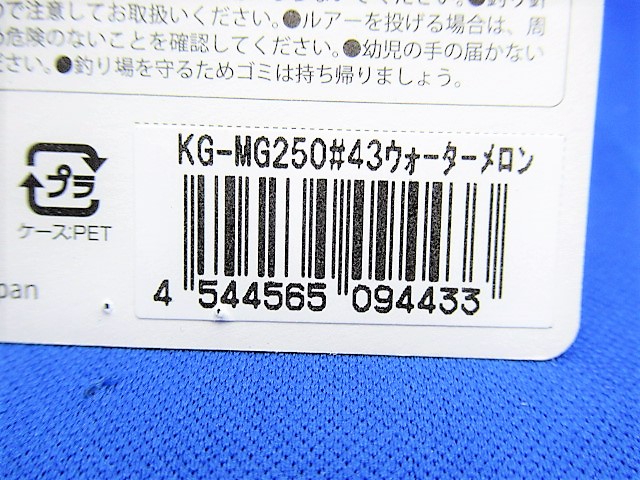 で注意してお取扱いください。●ルアーを投げる場合は、周
危険のないことを確認してください。●幼児の手の届かない
ださい。●釣り場を守るためゴミは持ち帰りましょう。
KG-MG250#43ウォーターメロン
プラ
ケース:PET
pan
4 544565 094433